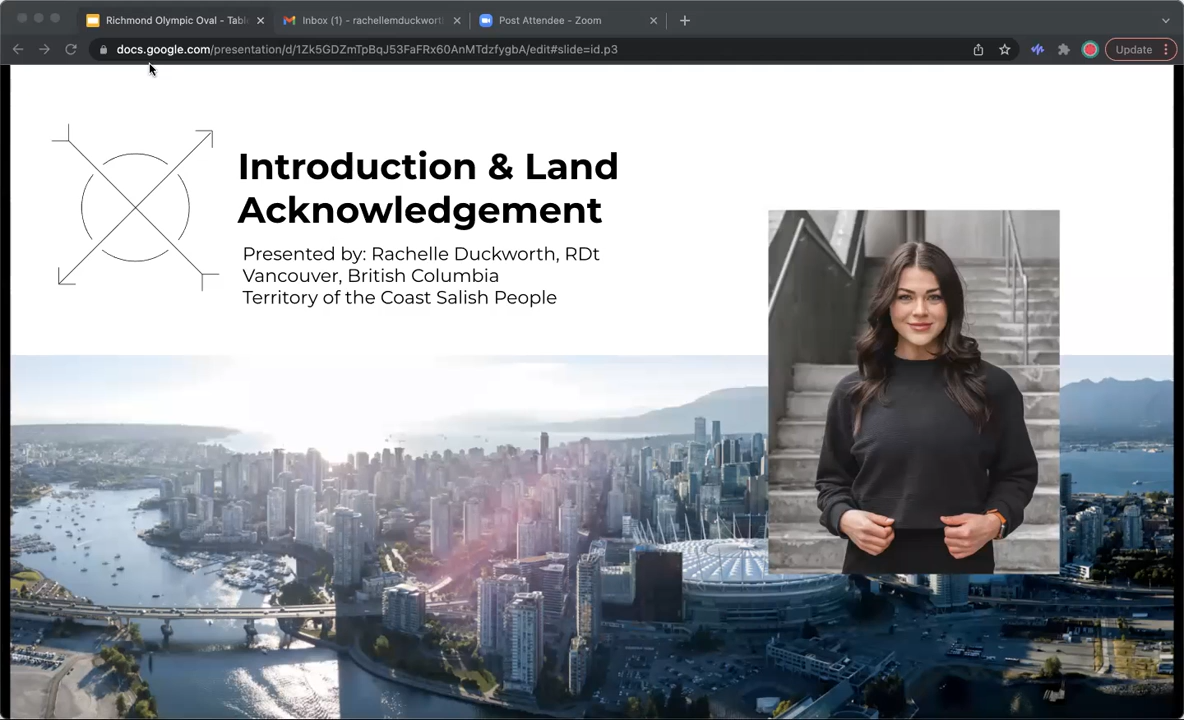 Richmond Olympic Oval - Table
Inbox (1) - rachellemduckwort
Post Attendee - Zoom
docs.google.com/presentation/d/1Zk5GDZmTpBqJ53FaFRx60AnMTdzfygbA/edit#slide=id.p3
Update
Introduction & Land
Acknowledgement
Presented by: Rachelle Duckworth, RDt
Vancouver, British Columbia
Territory of the Coast Salish People